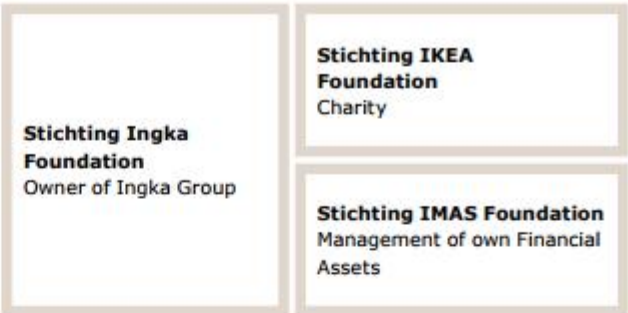 Stichting Ingka
Foundation
Owner of Ingka Group
Stichting IKEA
Foundation
Charity
Stichting IMAS Foundation
Management of own Financial
Assets